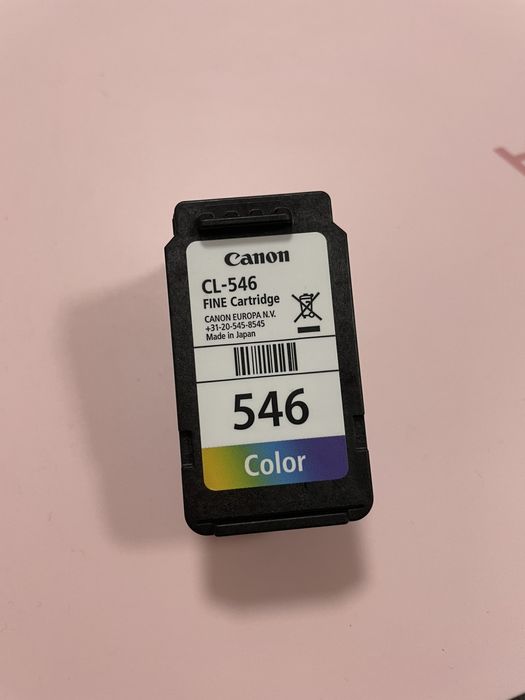 Canon
CL-546
FINE Cartridge
CANON EUROPA N.V.
+31-20-545-8545
Made in Japan
546
Color